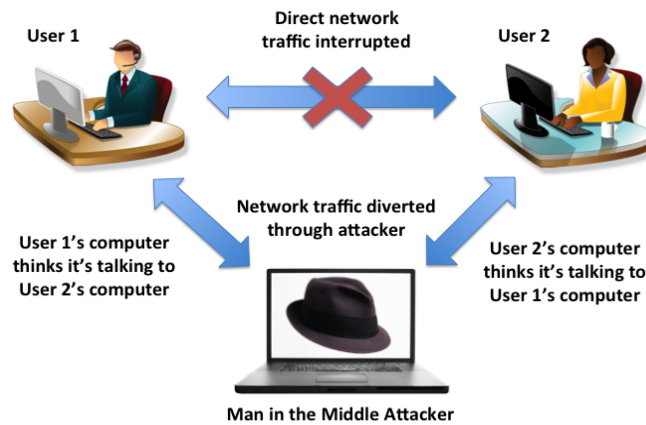 User 1
Direct network
traffic interrupted
User 2
Network traffic diverted
through attacker
User 1's computer
thinks it's talking to
User 2's computer
User 2's computer
thinks it's talking to
User 1's computer
Man in the Middle Attacker